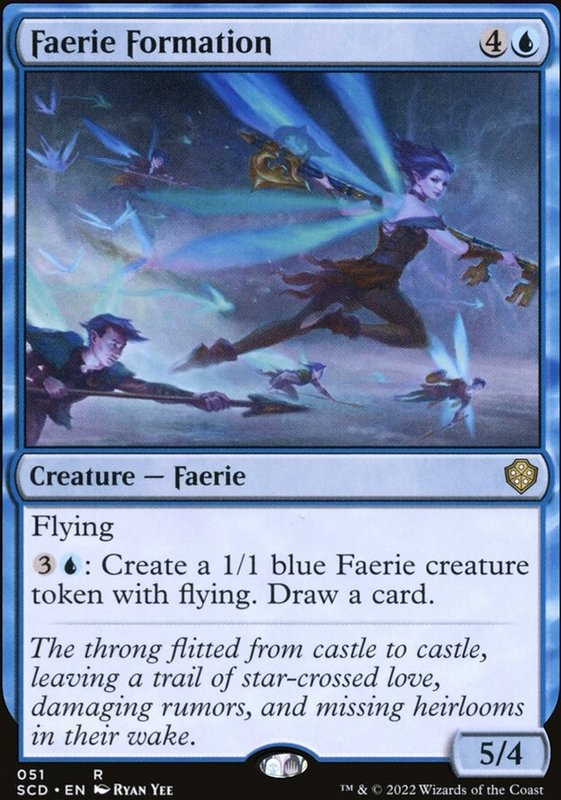 Faerie Formation 4
Creature — Faerie
Flying
3 : Create a 1/1 blue Faerie creature
token with flying. Draw a card.
The throng flitted from castle to castle,
leaving a trail of star-crossed love,
damaging rumors, and missing heirlooms
in their wake.
5/4
051 R
SCD • EN Ryan Yee ™ & © 2022 Wizards of the Coast